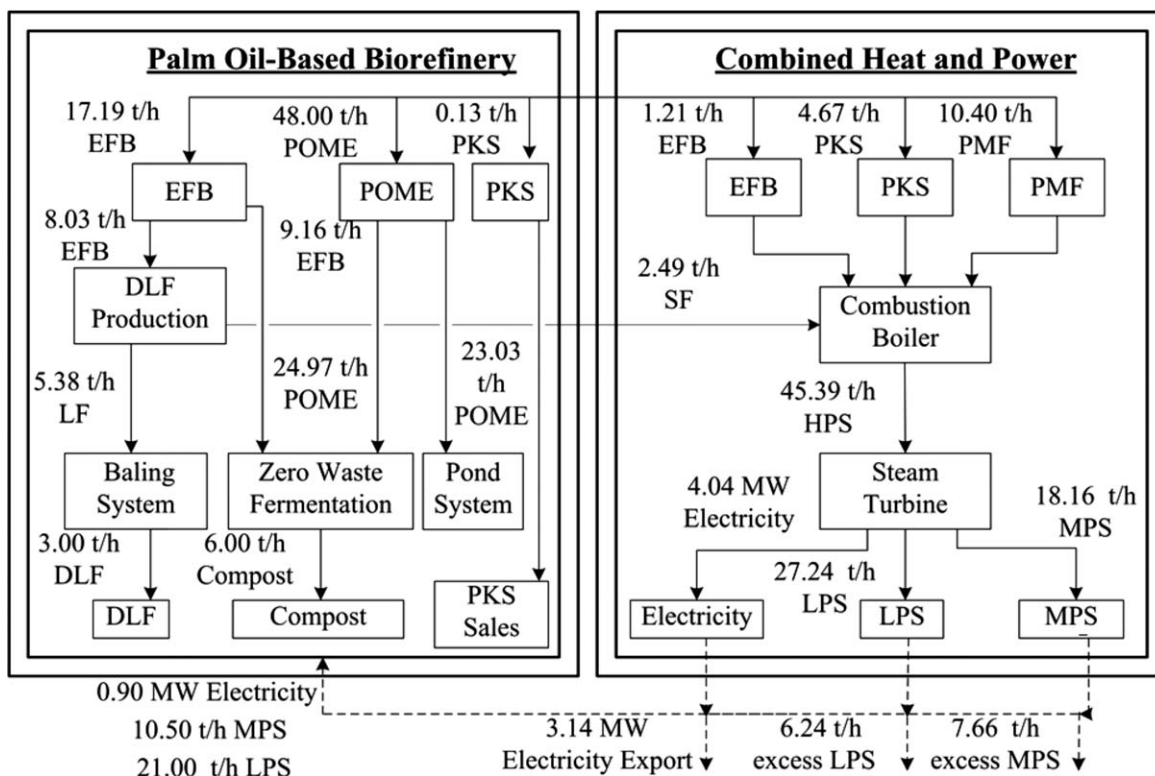 Palm Oil-Based Biorefinery
17.19 t/h
EFB
48.00 t/h
POME
0.13 t/h
PKS
EFB
POME
PKS
8.03 t/h
EFB
9.16 t/h
EFB
DLF
Production
5.38 t/h
LF
24.97 t/h
POME
23.03
t/h
POME
Baling
System
Zero Waste
Fermentation
Pond
System
3.00 t/h
DLF
6.00 t/h
Compost
DLF
Compost
PKS
Sales
Combined Heat and Power
1.21 t/h
EFB
4.67 t/h
PKS
10.40 t/h
PMF
EFB
PKS
PMF
2.49 t/h
SF
Combustion
Boiler
45.39 t/h
HPS
Steam
Turbine
4.04 MW
Electricity
18.16 t/h
MPS
27.24 t/h
LPS
Electricity
LPS
MPS
0.90 MW Electricity
10.50 t/h MPS
21.00 t/h LPS
3.14 MW
Electricity Export
6.24 t/h
excess LPS
7.66 t/h
excess MPS